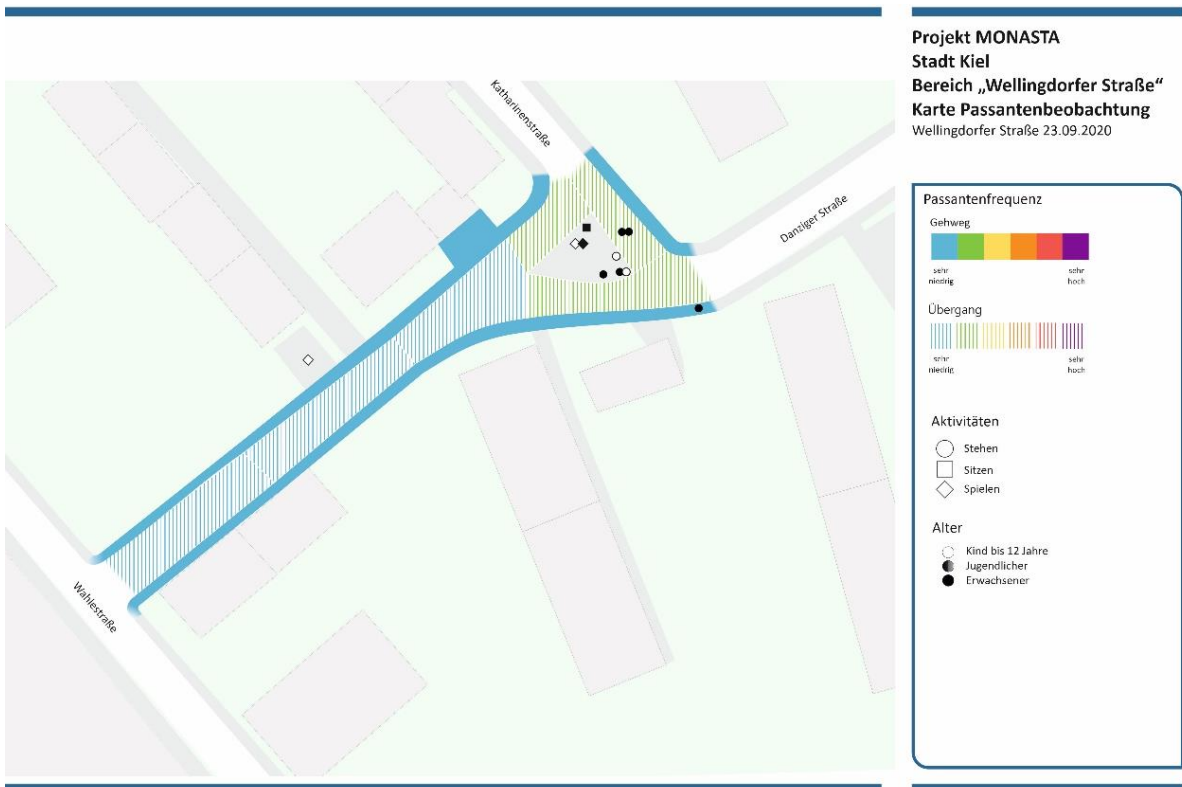 Projekt MONASTA
Stadt Kiel
Bereich „Wellingdorfer Straße“
Karte Passantenbeobachtung
Wellingdorfer Straße 23.09.2020
Katharinenstraße
Danziger Straße
Wahlestraße
Passantenfrequenz
Gehweg
sehr niedrig
sehr hoch
Übergang
sehr niedrig
sehr hoch
Aktivitäten
Stehen
Sitzen
Spielen
Alter
Kind bis 12 Jahre
Jugendlicher
Erwachsener